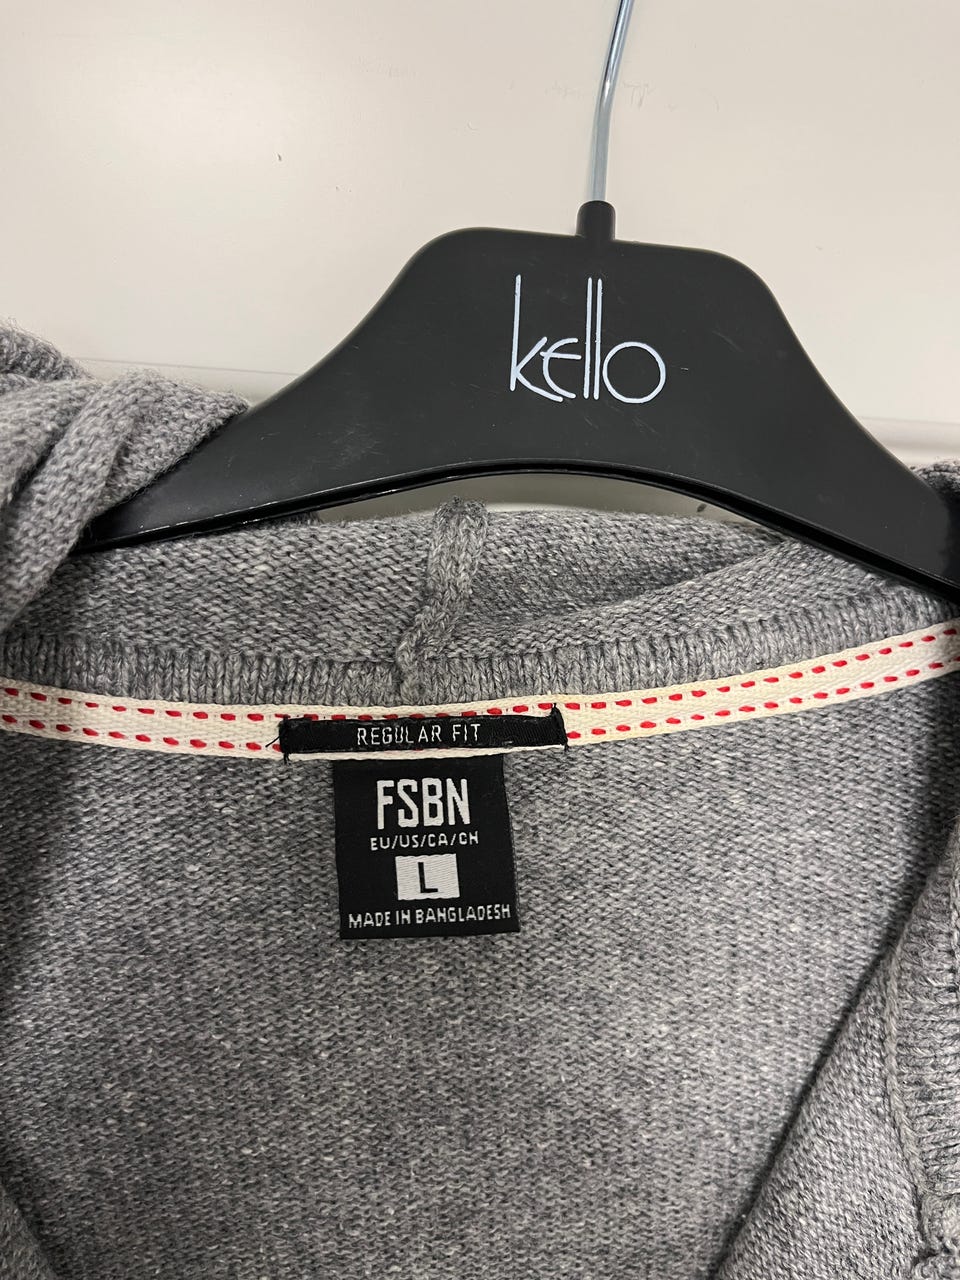 kello
REGULAR FIT
FSBN
EU/US/CA/CH
L
MADE IN BANGLADESH